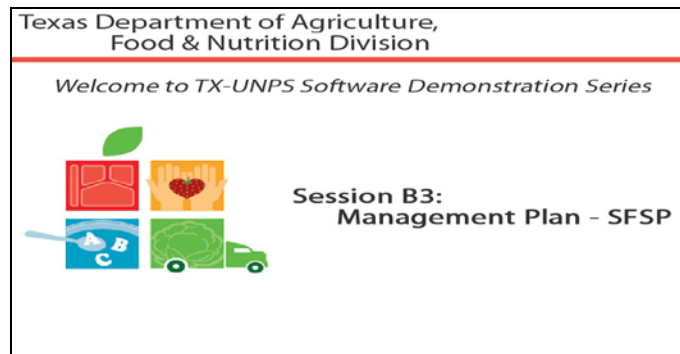 Texas Department of Agriculture,
Food & Nutrition Division
Welcome to TX-UNPS Software Demonstration Series
Session B3:
Management Plan - SFSP
A B
C